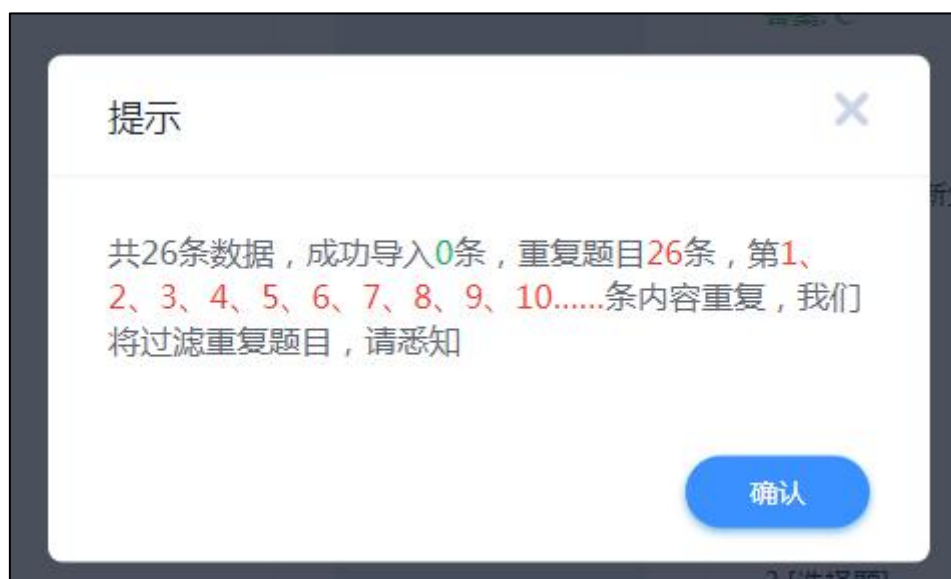 答案: C
提示
共26条数据，成功导入0条，重复题目26条，第1、
2、3、4、5、6、7、8、9、10……条内容重复，我们
将过滤重复题目，请悉知
确认